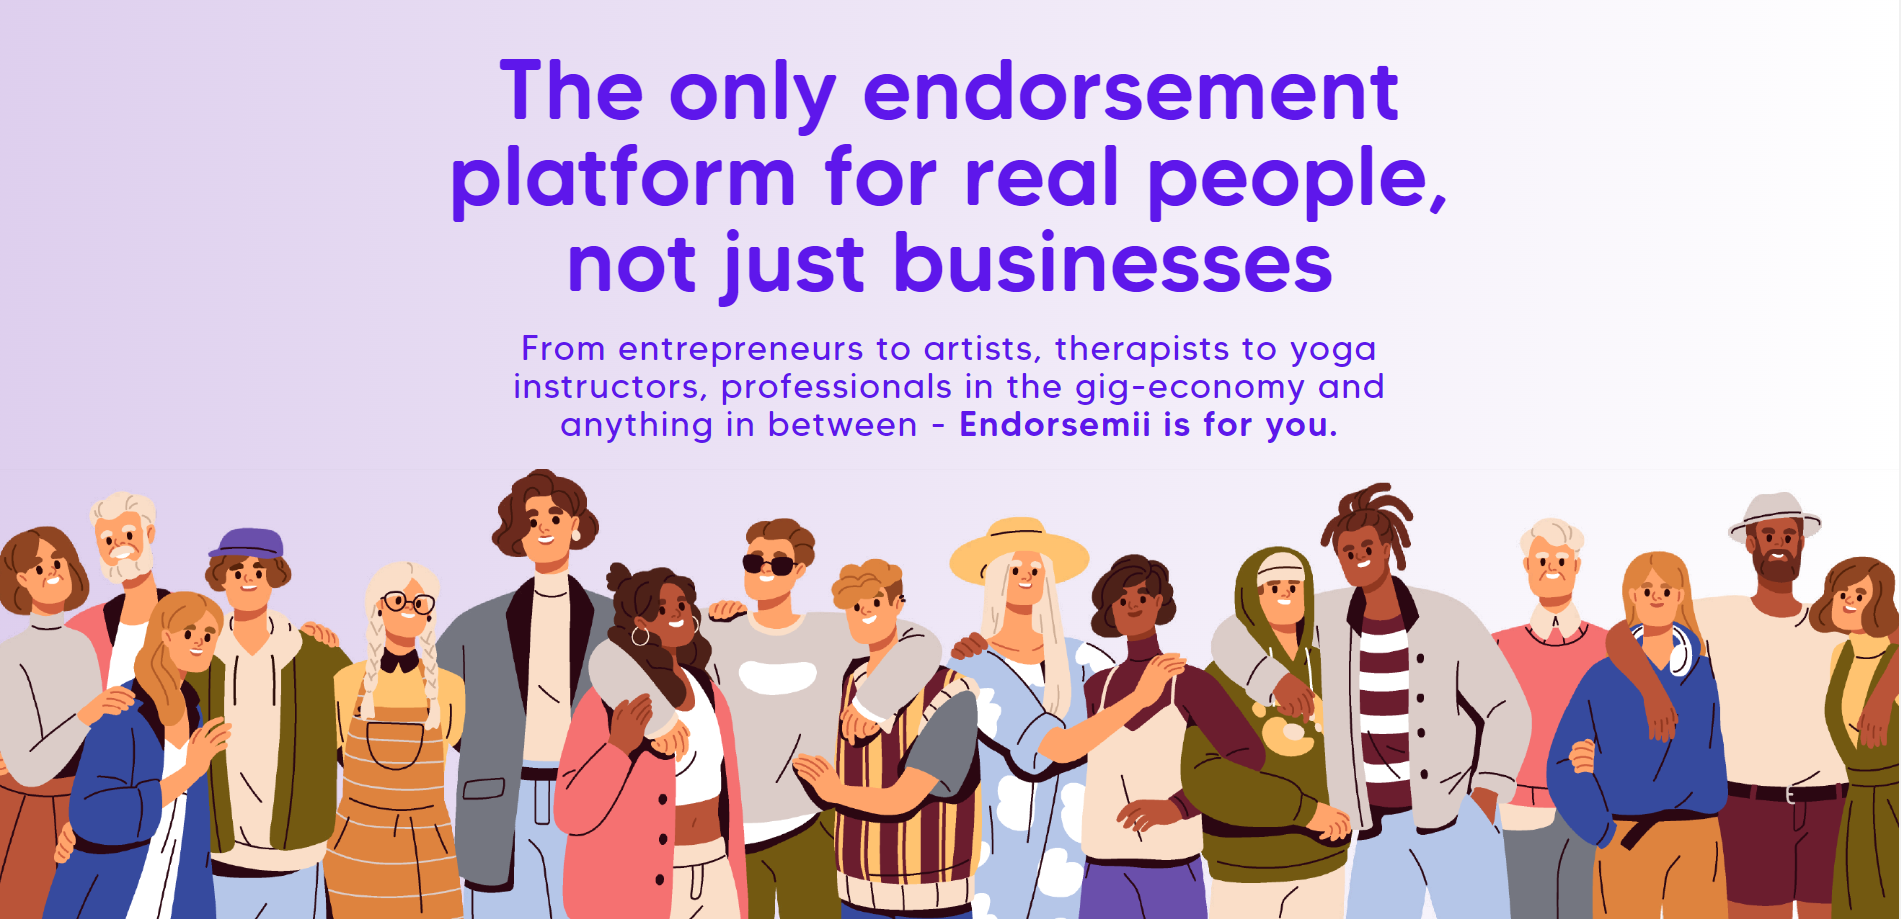 The only endorsement
platform for real people,
not just businesses
From entrepreneurs to artists, therapists to yoga
instructors, professionals in the gig-economy and
anything in between - Endorsemii is for you.